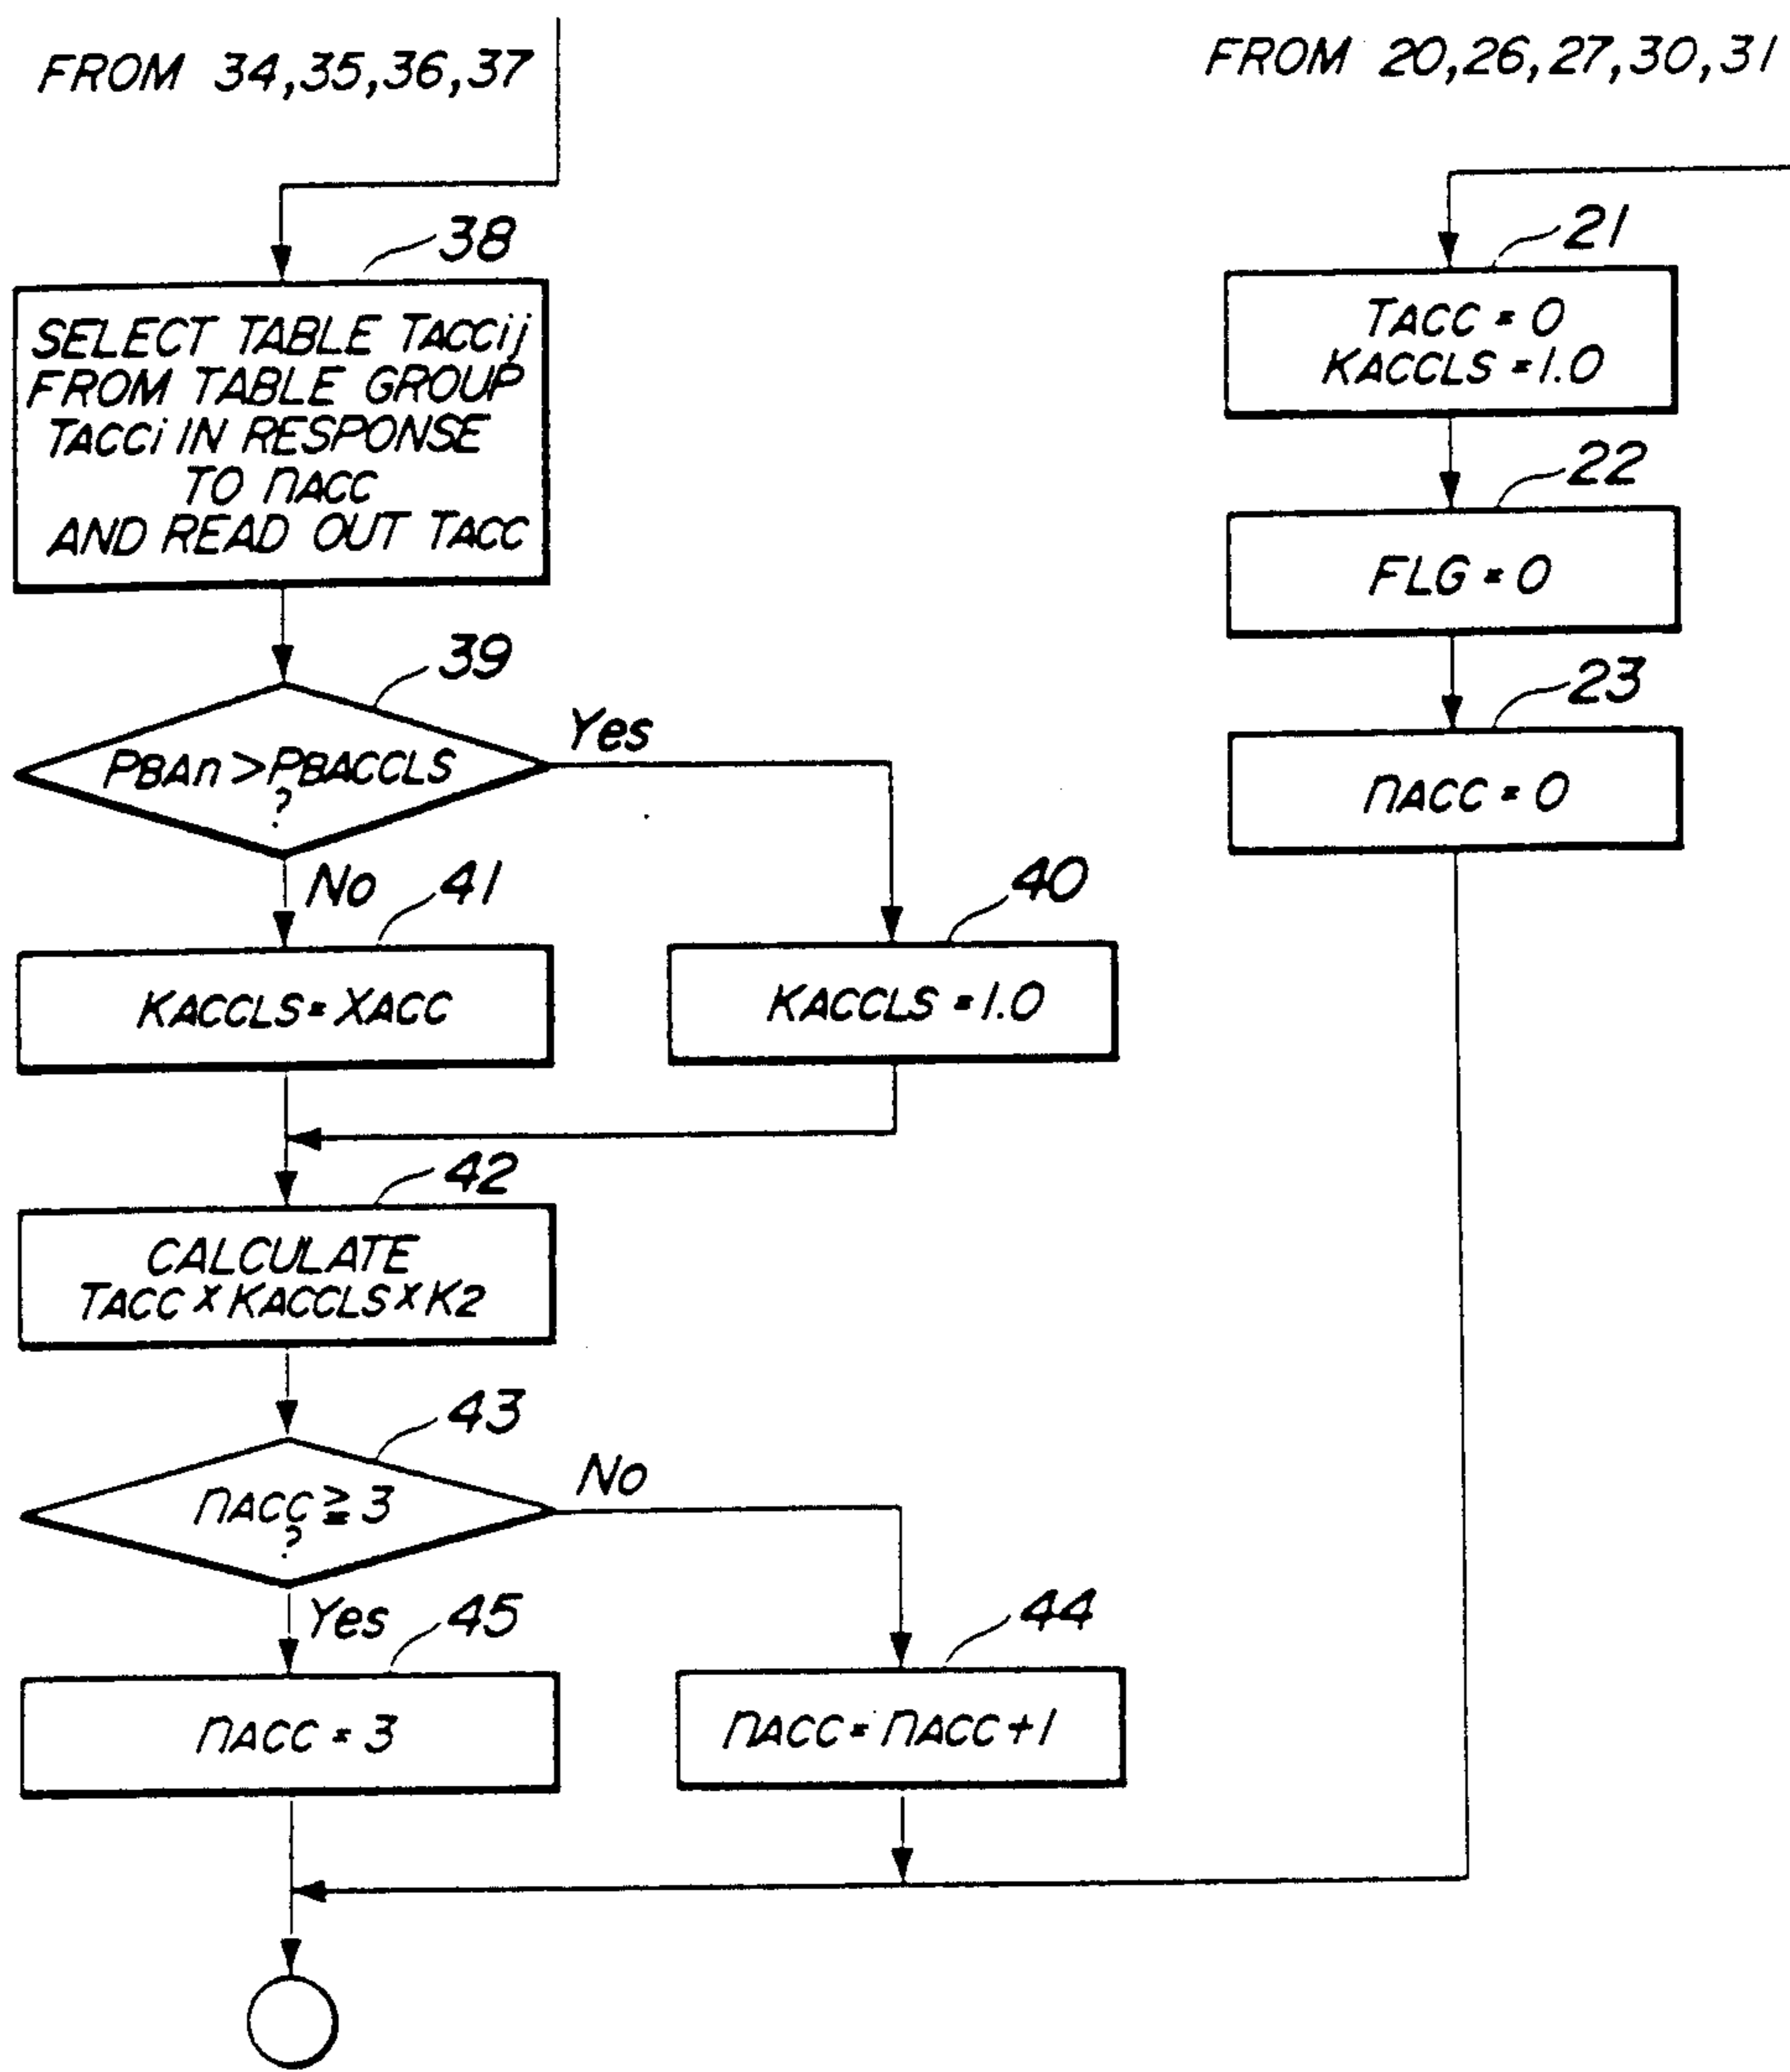 FROM 34,35,36,37
38
SELECT TABLE TACCij
FROM TABLE GROUP
TACCi IN RESPONSE
TO nACC
AND READ OUT TACC
39
PBAn > PBACCLS
?
Yes
No
41
KACCLS = XACC
40
KACCLS = 1.0
42
CALCULATE
TACC x KACCLS x K2
43
nACC ≧ 3
?
No
Yes
45
nACC = 3
44
nACC = nACC + 1
FROM 20,26,27,30,31
21
TACC = 0
KACCLS = 1.0
22
FLG = 0
23
nACC = 0